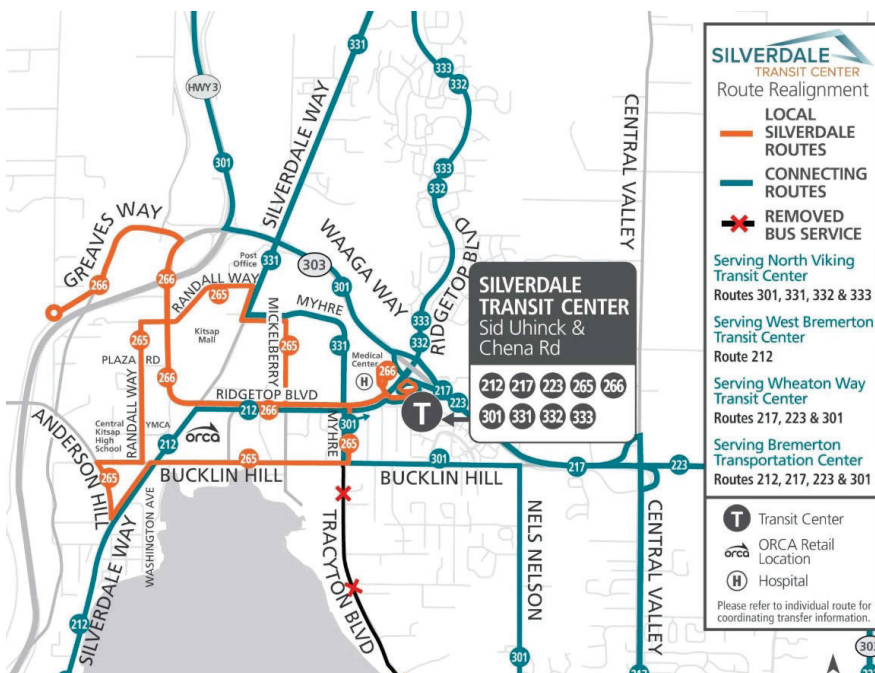 HWY3
301
331
SILVERDALE WAY
331
333
332
333
332
333
332
RIDGETOP BLVD
CENTRAL VALLEY
GREAVES WAY
266
266
WAAGA WAY
303
301
Post
Office
331
RANDALL WAY
265
MYHRE
MICKELBERRY
Kitsap
Mall
265
PLAZA RD
265
331
RANDALL WAY
266
Medical
Center
H
266
RIDGETOP BLVD
212
266
301
MYHRE
265
T
217
223
SILVERDALE
TRANSIT CENTER
Sid Uhinck &
Chena Rd
212 217 223 265 266
301 331 332 333
ANDERSON HILL
Central
Kitsap
High
School
YMCA
212
orca
265
265
BUCKLIN HILL
301
BUCKLIN HILL
217
223
WASHINGTON AVE
SILVERDALE WAY
212
TRACYTON BLVD
NELS NELSON
301
CENTRAL VALLEY
SILVERDALE
TRANSIT CENTER
Route Realignment
LOCAL
SILVERDALE
ROUTES
CONNECTING
ROUTES
REMOVED
BUS SERVICE
Serving North Viking
Transit Center
Routes 301, 331, 332 & 333
Serving West Bremerton
Transit Center
Route 212
Serving Wheaton Way
Transit Center
Routes 217, 223 & 301
Serving Bremerton
Transportation Center
Routes 212, 217, 223 & 301
T Transit Center
orca ORCA Retail
Location
H Hospital
Please refer to individual route for
coordinating transfer information.